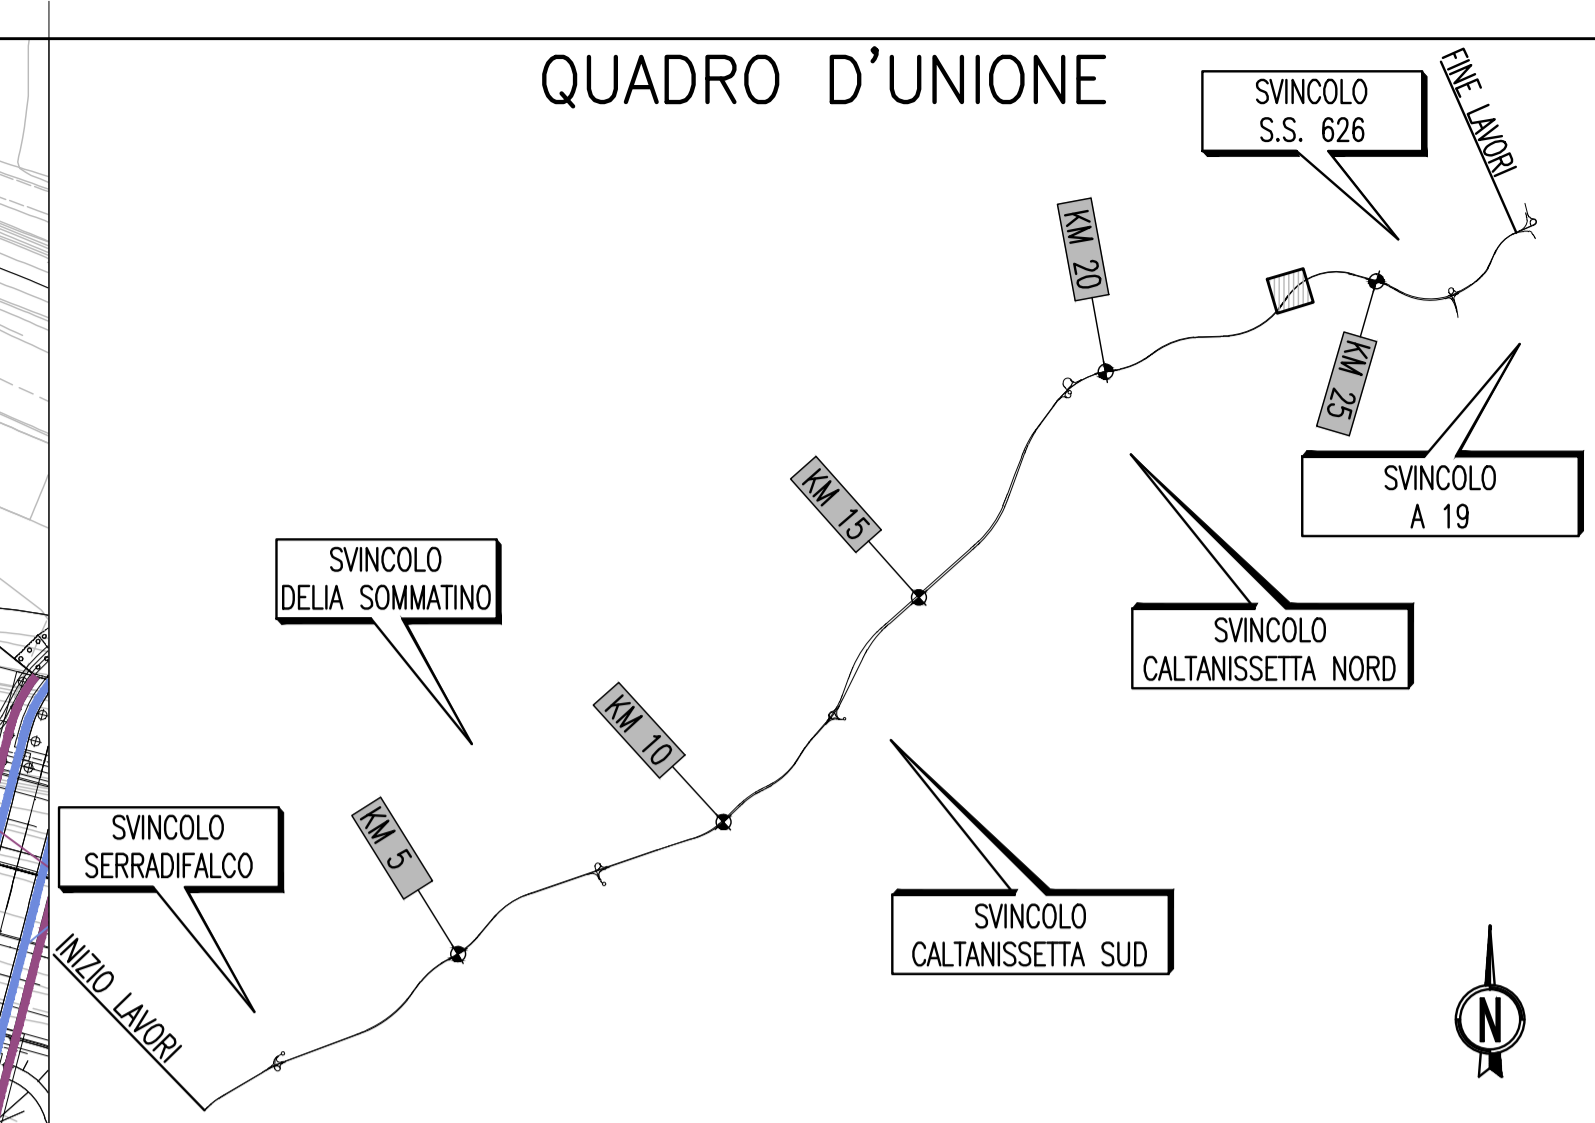 QUADRO D'UNIONE
SVINCOLO
S.S. 626
FINE LAVORI
KM 20
KM 25
SVINCOLO
A 19
KM 15
SVINCOLO
DELIA SOMMATINO
SVINCOLO
CALTANISSETTA NORD
KM 10
KM 5
SVINCOLO
SERRADIFALCO
SVINCOLO
CALTANISSETTA SUD
INIZIO LAVORI
N